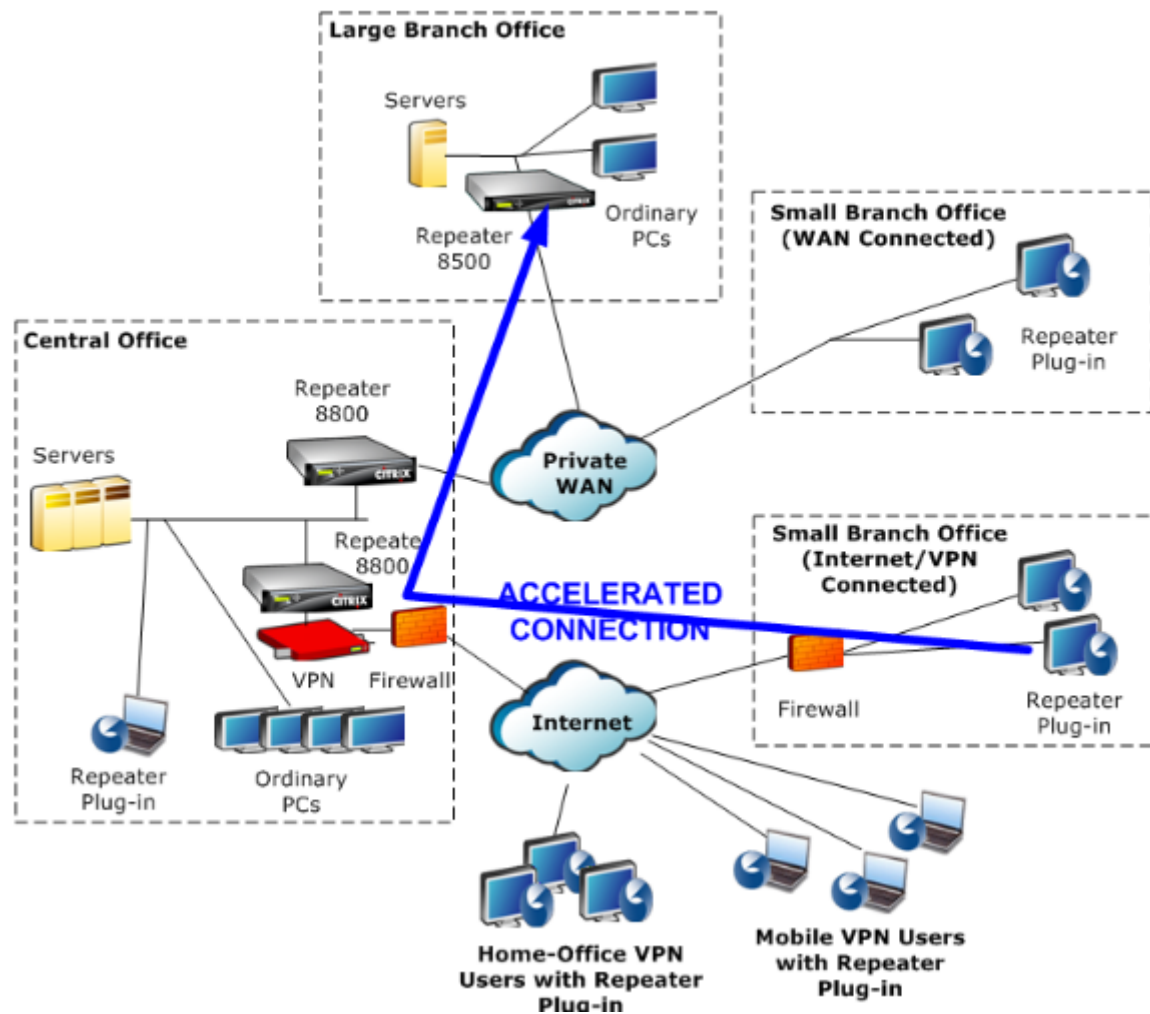 Large Branch Office
Servers
CITRIX
Repeater
8500
Ordinary
PCs
Small Branch Office
(WAN Connected)
Repeater
Plug-in
Central Office
Repeater
8800
Servers
CITRIX
Private
WAN
Repeate
8800
CITRIX
VPN
Firewall
Repeater
Plug-in
Ordinary
PCs
ACCELERATED
CONNECTION
Small Branch Office
(Internet/VPN
Connected)
Firewall
Repeater
Plug-in
Internet
Home-Office VPN
Users with Repeater
Plug-in
Mobile VPN Users
with Repeater
Plug-in